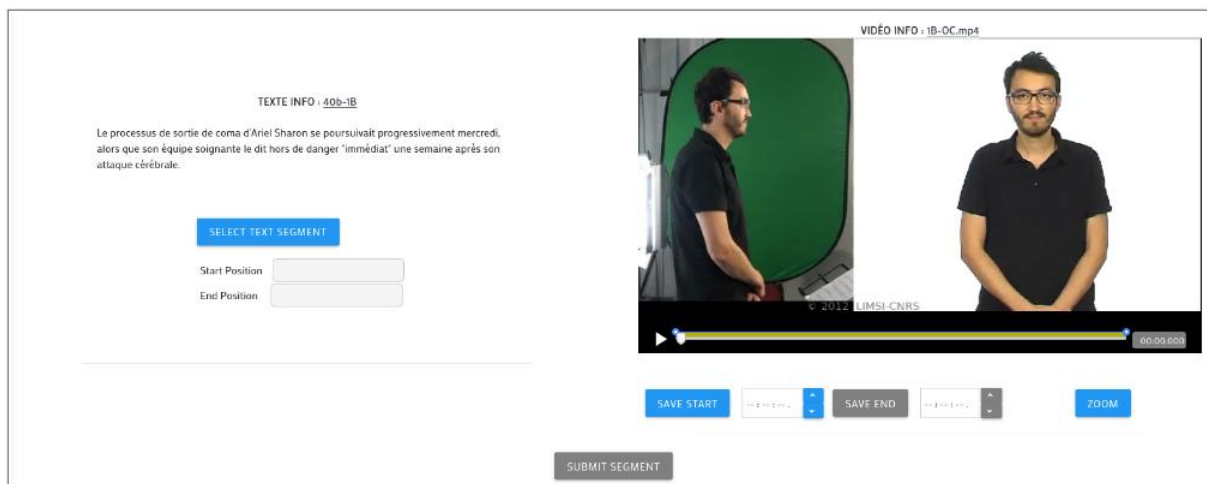 TEXTE INFO : 40b-1B
Le processus de sortie de coma d'Ariel Sharon se poursuivait progressivement mercredi,
alors que son équipe soignante le dit hors de danger "immédiat" une semaine après son
attaque cérébrale.
SELECT TEXT SEGMENT
Start Position
End Position
VIDÉO INFO : 1B-OC.mp4
© 2012 LIMSI-CNRS
00:00.000
SAVE START
--:--:--.
SAVE END
--:--:--.
ZOOM
SUBMIT SEGMENT